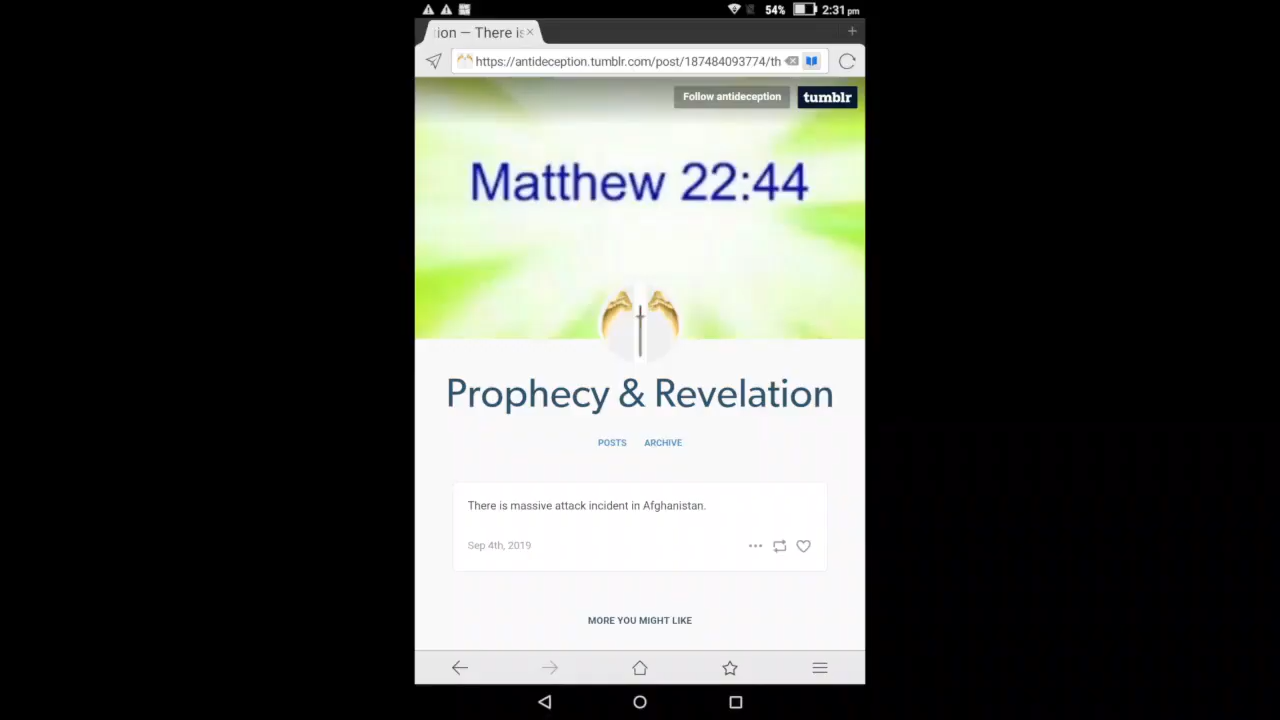 54% 2:31 pm
ion — There is
https://antideception.tumblr.com/post/187484093774/th
Follow antideception tumblr
Matthew 22:44
Prophecy & Revelation
POSTS ARCHIVE
There is massive attack incident in Afghanistan.
Sep 4th, 2019
MORE YOU MIGHT LIKE